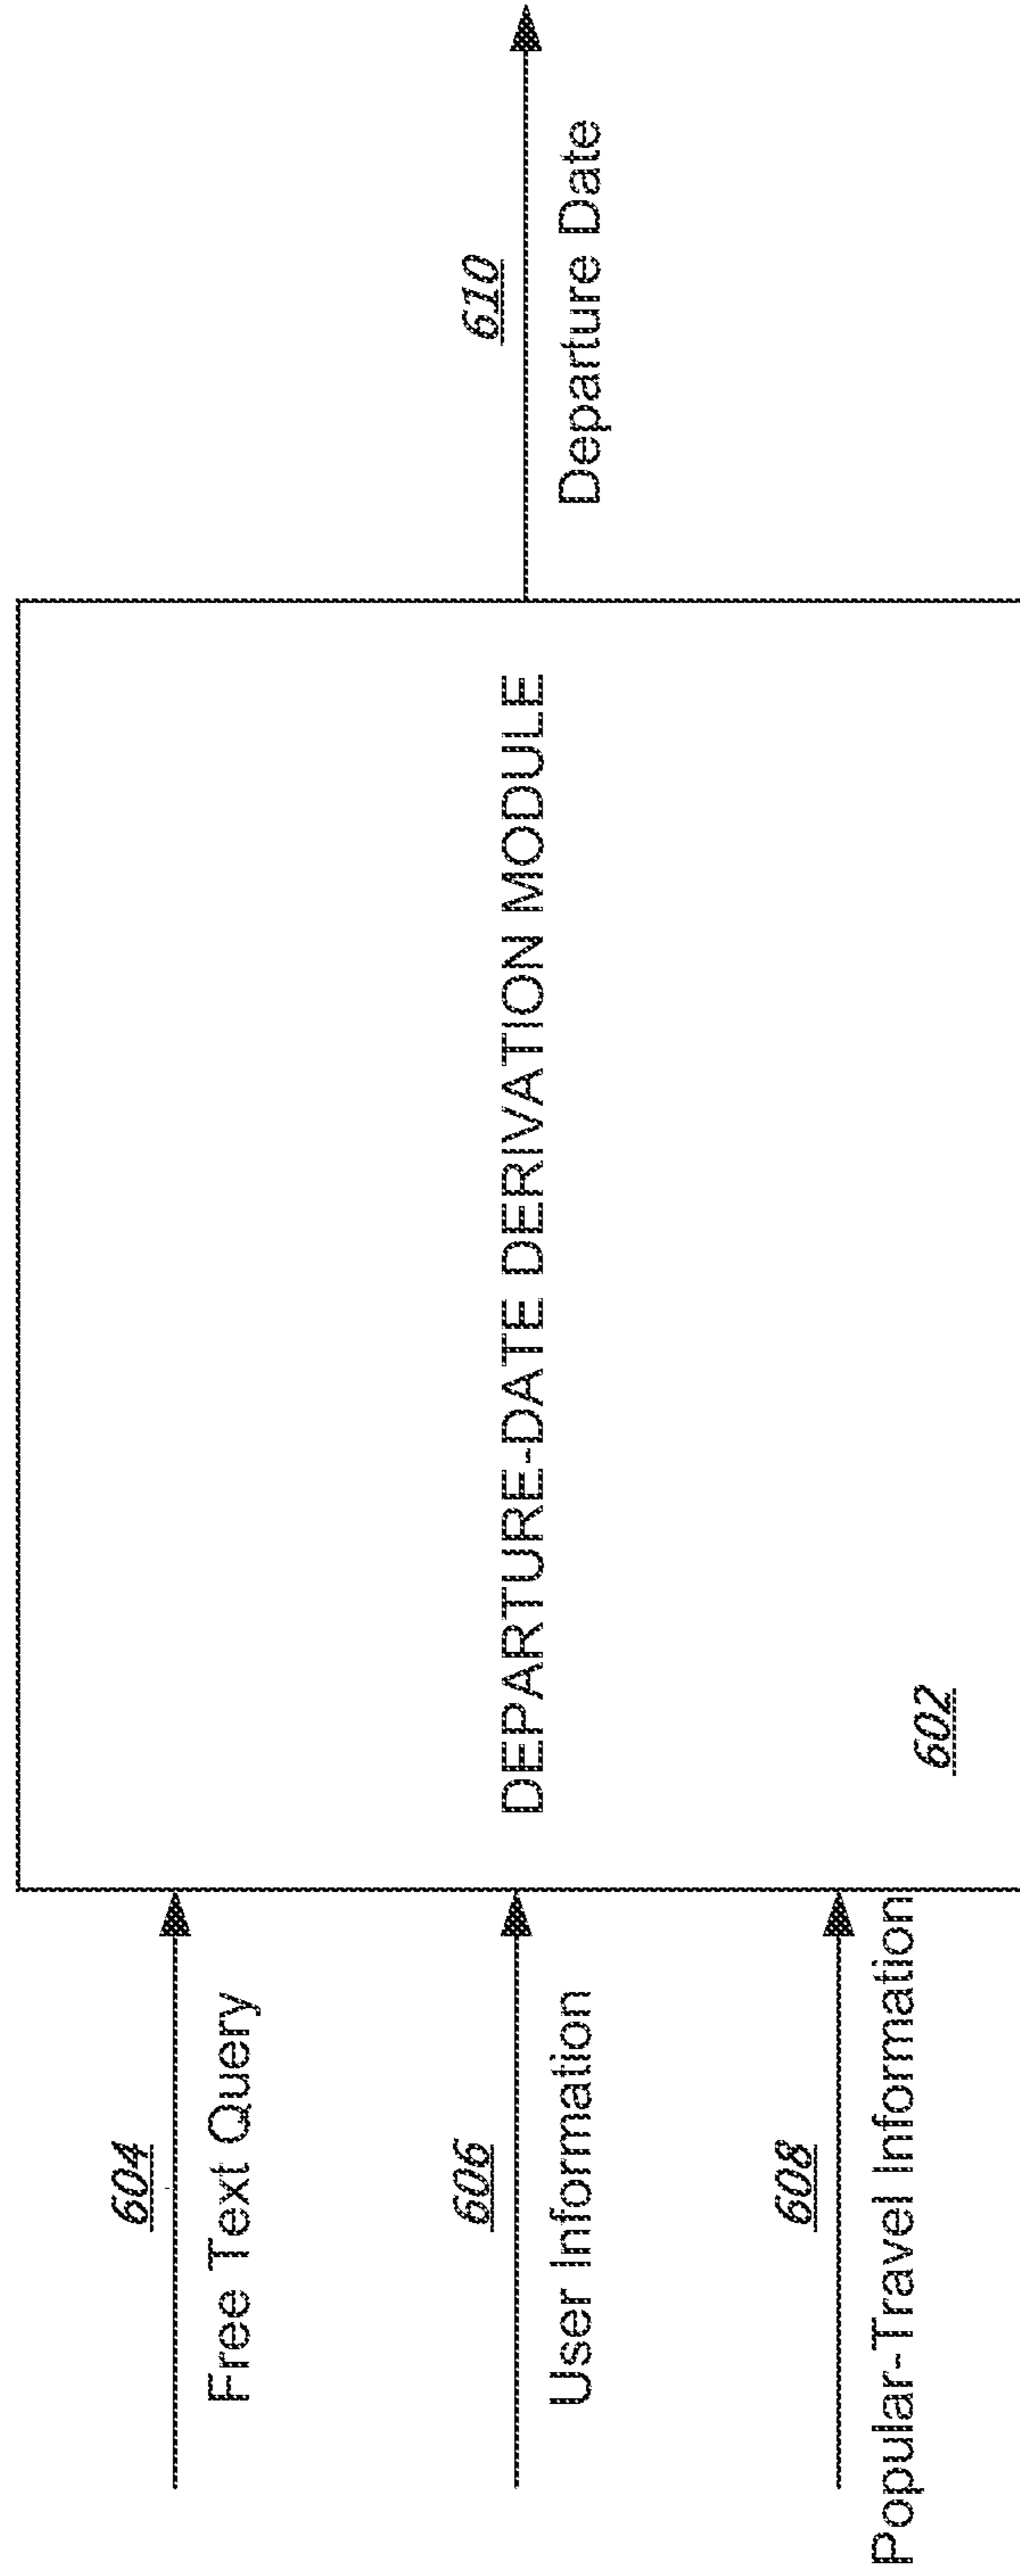 604
Free Text Query
606
User Information
608
Popular-Travel Information
DEPARTURE-DATE DERIVATION MODULE
602
610
Departure Date